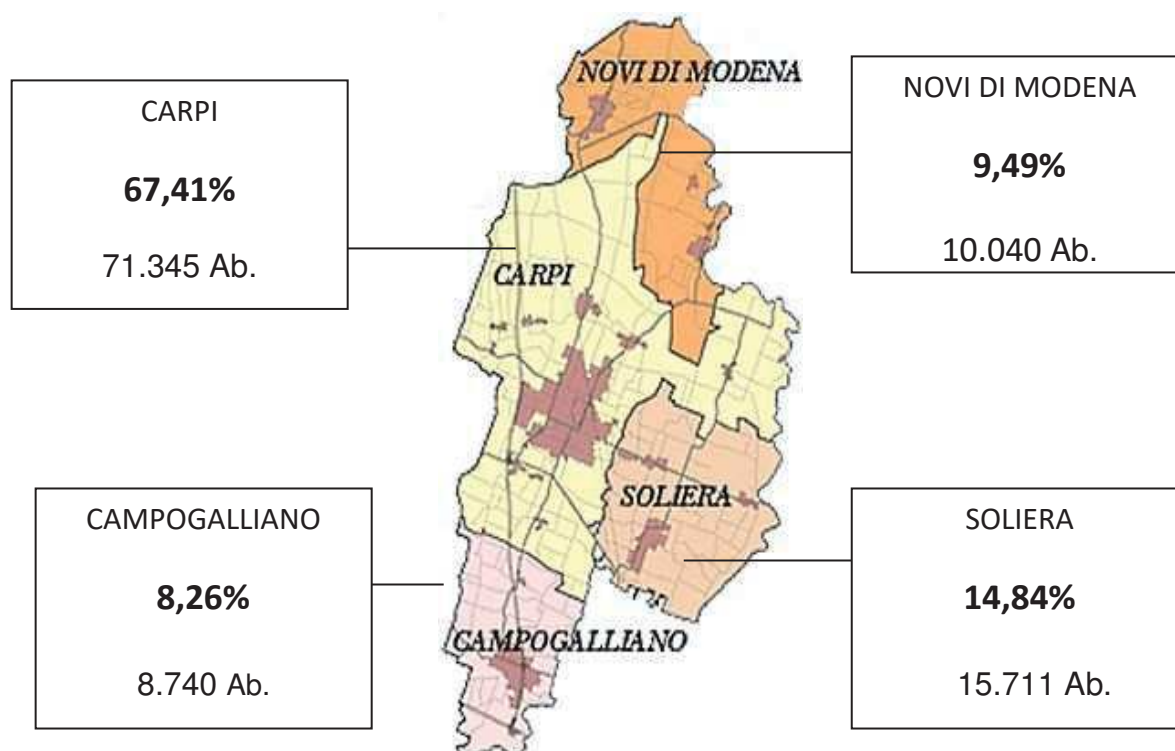 CARPI
67,41%
71.345 Ab.
NOVI DI MODENA
9,49%
10.040 Ab.
NOVI DI MODENA
CARPI
SOLIERA
CAMPOGALLIANO
CAMPOGALLIANO
8,26%
8.740 Ab.
SOLIERA
14,84%
15.711 Ab.